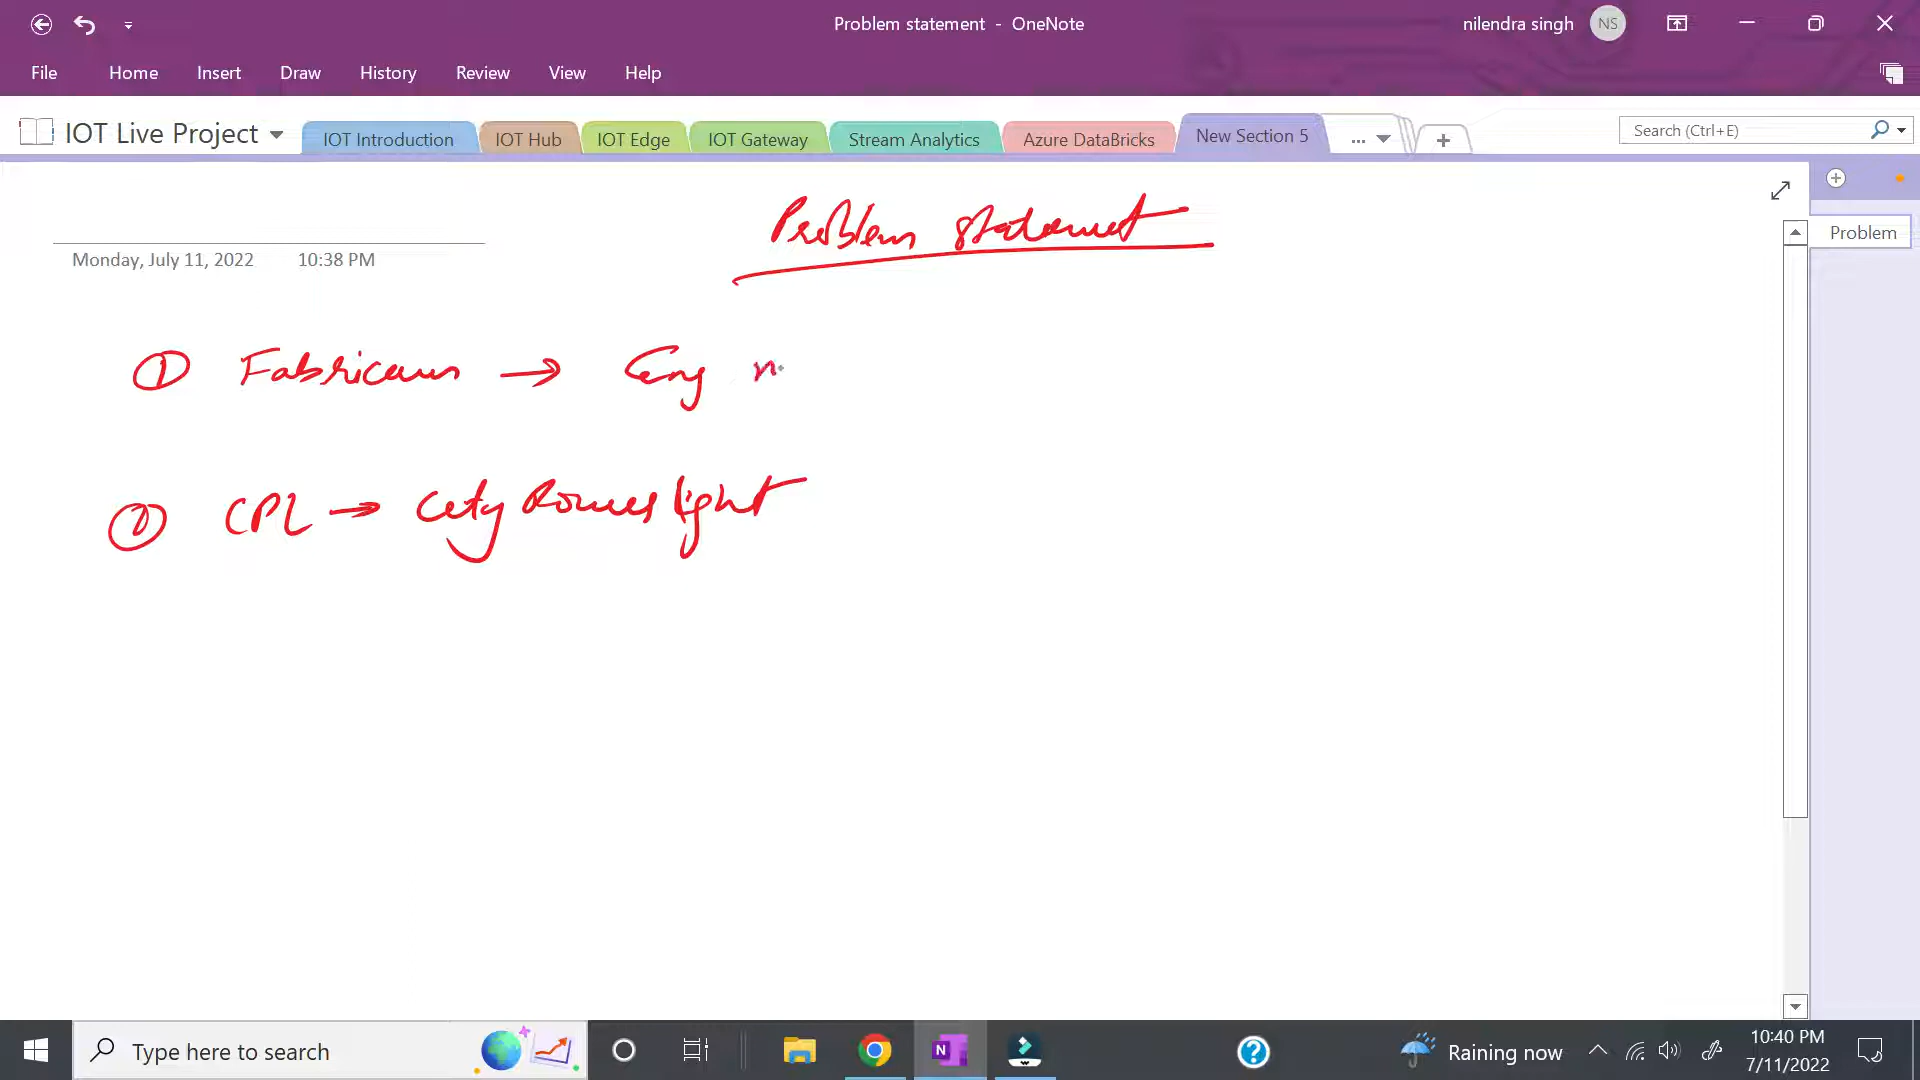 Problem statement - OneNote
nilendra singh NS
File Home Insert Draw History Review View Help
IOT Live Project IOT Introduction IOT Hub IOT Edge IOT Gateway Stream Analytics Azure DataBricks New Section 5 ... Search (Ctrl+E)
Problem statement
Problem
Monday, July 11, 2022 10:38 PM
① →
② CPL → City Power light
Type here to search
Raining now
10:40 PM
7/11/2022